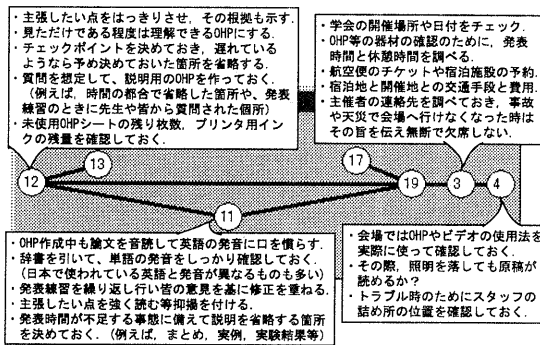 ・主張したい点をはっきりさせ，その根拠も示す．
・見ただけである程度は理解できるOHPにする．
・チェックポイントを決めておき，遅れている
ようなら予め決めておいた箇所を省略する．
・質問を想定して、説明用のOHPを作っておく．
（例えば，時間の都合で省略した箇所や、発表
練習のときに先生や皆から質問された個所）
・未使用OHPシートの残り枚数，プリンタ用イン
クの残量を確認しておく．
・学会の開催場所や日付をチェック．
・OHP等の器材の確認のために，発表
時間と休憩時間を調べる．
・航空便のチケットや宿泊施設の予約．
・宿泊地と開催地との交通手段と費用．
・主催者の連絡先を調べておき，事故
や天災で会場へ行けなくなった時は
その旨を伝え無断で欠席しない．
13
17
12
19
3
4
11
・OHP作成中も論文を音読して英語の発音に口を慣らす．
・辞書を引いて，単語の発音をしっかり確認しておく．
（日本で使われている英語と発音が異なるものも多い）
・発表練習を繰り返し行い皆の意見を基に修正を重ねる．
・主張したい点を強く読む等抑揚を付ける．
・発表時間が不足する事態に備えて説明を省略する箇所
を決めておく．（例えば，まとめ，実例，実験結果等）
・会場ではOHPやビデオの使用法を
実際に使って確認しておく．
・その際，照明を落しても原稿が
読めるか？
・トラブル時のためにスタッフの
詰め所の位置を確認しておく．